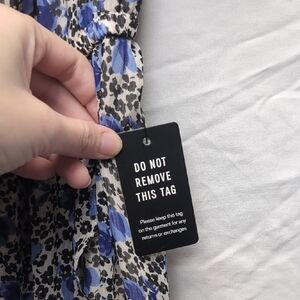 DO NOT
REMOVE
THIS TAG
Please keep this tag
on the garment for any
returns or exchanges